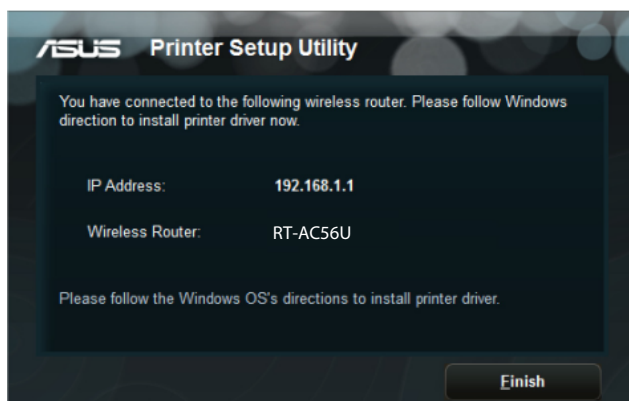 ASUS Printer Setup Utility
You have connected to the following wireless router. Please follow Windows
direction to install printer driver now.
IP Address: 192.168.1.1
Wireless Router: RT-AC56U
Please follow the Windows OS's directions to install printer driver.
Finish